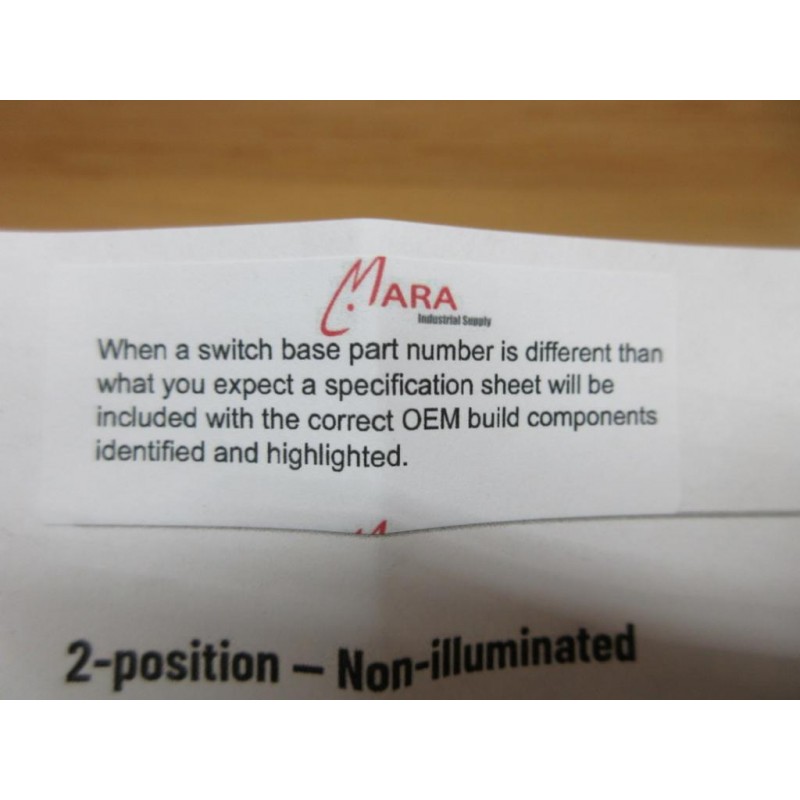 MARA
Industrial Supply
When a switch base part number is different than
what you expect a specification sheet will be
included with the correct OEM build components
identified and highlighted.
2-position – Non-illuminated